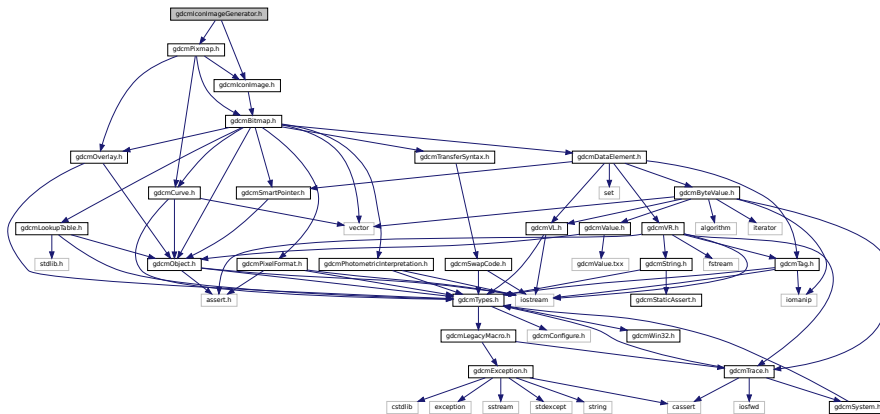 gdcmIconImageGenerator.h
gdcmPixmap.h
gdcmIconImage.h
gdcmBitmap.h
gdcmOverlay.h
gdcmTransferSyntax.h
gdcmDataElement.h
gdcmCurve.h
gdcmSmartPointer.h
set
gdcmByteValue.h
gdcmLookupTable.h
vector
gdcmVL.h
gdcmValue.h
gdcmVR.h
algorithm
iterator
stdlib.h
gdcmObject.h
gdcmPixelFormat.h
gdcmPhotometricInterpretation.h
gdcmSwapCode.h
gdcmValue.txx
gdcmString.h
fstream
gdcmTag.h
assert.h
gdcmTypes.h
iostream
gdcmStaticAssert.h
iomanip
gdcmLegacyMacro.h
gdcmConfigure.h
gdcmWin32.h
gdcmException.h
gdcmTrace.h
cstdlib
exception
sstream
stdexcept
string
cassert
iosfwd
gdcmSystem.h